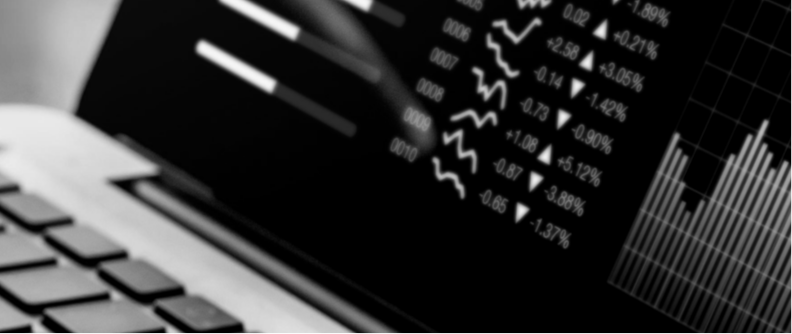 -1.89%
0.02 ▲ +0.21%
005 +2.58 ▲ +3.05%
0006 -0.14 ▼ -1.42%
0007 -0.73 ▼ -0.90%
0008 +1.08 ▲ +5.12%
0009 -0.87 ▼ -3.88%
0010 -0.65 ▼ -1.37%